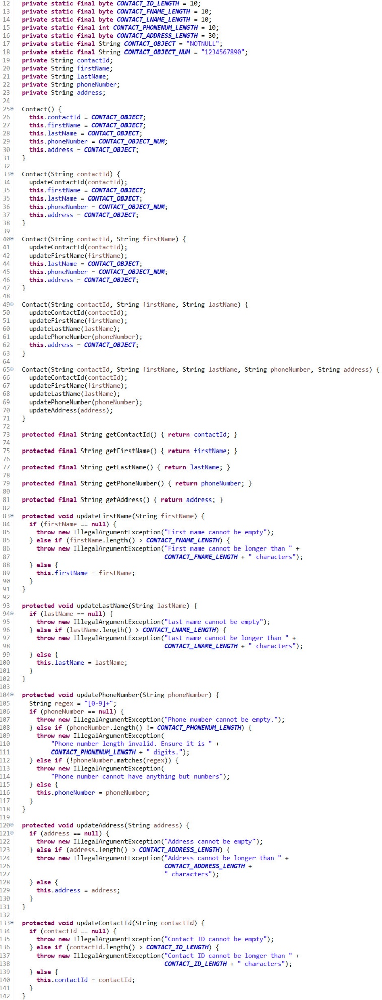 12 private static final byte CONTACT_ID_LENGTH = 10;
13 private static final byte CONTACT_FNAME_LENGTH = 10;
14 private static final byte CONTACT_LNAME_LENGTH = 10;
15 private static final int CONTACT_PHONENUM_LENGTH = 10;
16 private static final byte CONTACT_ADDRESS_LENGTH = 30;
17 private static final String CONTACT_OBJECT = "NOTNULL";
18 private static final String CONTACT_OBJECT_NUM = "1234567890";
19 private String contactId;
20 private String firstName;
21 private String lastName;
22 private String phoneNumber;
23 private String address;
24
25 Contact() {
26 this.contactId = CONTACT_OBJECT;
27 this.firstName = CONTACT_OBJECT;
28 this.lastName = CONTACT_OBJECT;
29 this.phoneNumber = CONTACT_OBJECT_NUM;
30 this.address = CONTACT_OBJECT;
31 }
32
33 Contact(String contactId) {
34 updateContactId(contactId);
35 this.firstName = CONTACT_OBJECT;
35 this.lastName = CONTACT_OBJECT;
36 this.phoneNumber = CONTACT_OBJECT_NUM;
37 this.address = CONTACT_OBJECT;
38 }
39
40 Contact(String contactId, String firstName) {
41 updateContactId(contactId);
42 updateFirstName(firstName);
44 this.lastName = CONTACT_OBJECT;
45 this.phoneNumber = CONTACT_OBJECT_NUM;
46 this.address = CONTACT_OBJECT;
47 }
48
49 Contact(String contactId, String firstName, String lastName) {
50 updateContactId(contactId);
51 updateFirstName(firstName);
60 updateLastName(lastName);
61 updatePhoneNumber(phoneNumber);
62 this.address = CONTACT_OBJECT;
63 }
64
65 Contact(String contactId, String firstName, String lastName, String phoneNumber, String address) {
66 updateContactId(contactId);
67 updateFirstName(firstName);
68 updateLastName(lastName);
69 updatePhoneNumber(phoneNumber);
70 updateAddress(address);
71 }
72
73 protected final String getContactId() { return contactId; }
74
75 protected final String getFirstName() { return firstName; }
76
77 protected final String getLastName() { return lastName; }
78
79 protected final String getPhoneNumber() { return phoneNumber; }
80
81 protected final String getAddress() { return address; }
82
83 protected void updateFirstName(String firstName) {
84 if (firstName == null) {
85 throw new IllegalArgumentException("First name cannot be empty");
85 } else if (firstName.length() > CONTACT_FNAME_LENGTH) {
86 throw new IllegalArgumentException("First name cannot be longer than " +
87 CONTACT_FNAME_LENGTH + " characters");
88 } else {
89 this.firstName = firstName;
90 }
91 }
92
93 protected void updateLastName(String lastName) {
94 if (lastName == null) {
95 throw new IllegalArgumentException("Last name cannot be empty");
96 } else if (lastName.length() > CONTACT_LNAME_LENGTH) {
97 throw new IllegalArgumentException("Last name cannot be longer than " +
98 CONTACT_LNAME_LENGTH + " characters");
99 } else {
100 this.lastName = lastName;
101 }
102 }
103
104 protected void updatePhoneNumber(String phoneNumber) {
105 String regex = "[0-9]+";
106 if (phoneNumber == null) {
107 throw new IllegalArgumentException("Phone number cannot be empty.");
108 } else if (phoneNumber.length() != CONTACT_PHONENUM_LENGTH) {
109 throw new IllegalArgumentException(
110 "Phone number length invalid. Ensure it is " +
111 CONTACT_PHONENUM_LENGTH + " digits.");
112 } else if (!phoneNumber.matches(regex)) {
113 throw new IllegalArgumentException(
114 "Phone number cannot have anything but numbers");
115 } else {
116 this.phoneNumber = phoneNumber;
117 }
118 }
119
120 protected void updateAddress(String address) {
121 if (address == null) {
122 throw new IllegalArgumentException("Address cannot be empty");
123 } else if (address.length() > CONTACT_ADDRESS_LENGTH) {
124 throw new IllegalArgumentException("Address cannot be longer than " +
126 CONTACT_ADDRESS_LENGTH +
127 " characters");
128 } else {
129 this.address = address;
130 }
131 }
132
133 protected void updateContactId(String contactId) {
134 if (contactId == null) {
135 throw new IllegalArgumentException("Contact ID cannot be empty");
136 } else if (contactId.length() > CONTACT_ID_LENGTH) {
137 throw new IllegalArgumentException("Contact ID cannot be longer than " +
138 CONTACT_ID_LENGTH + " characters");
139 } else {
140 this.contactId = contactId;
141 }
142 }